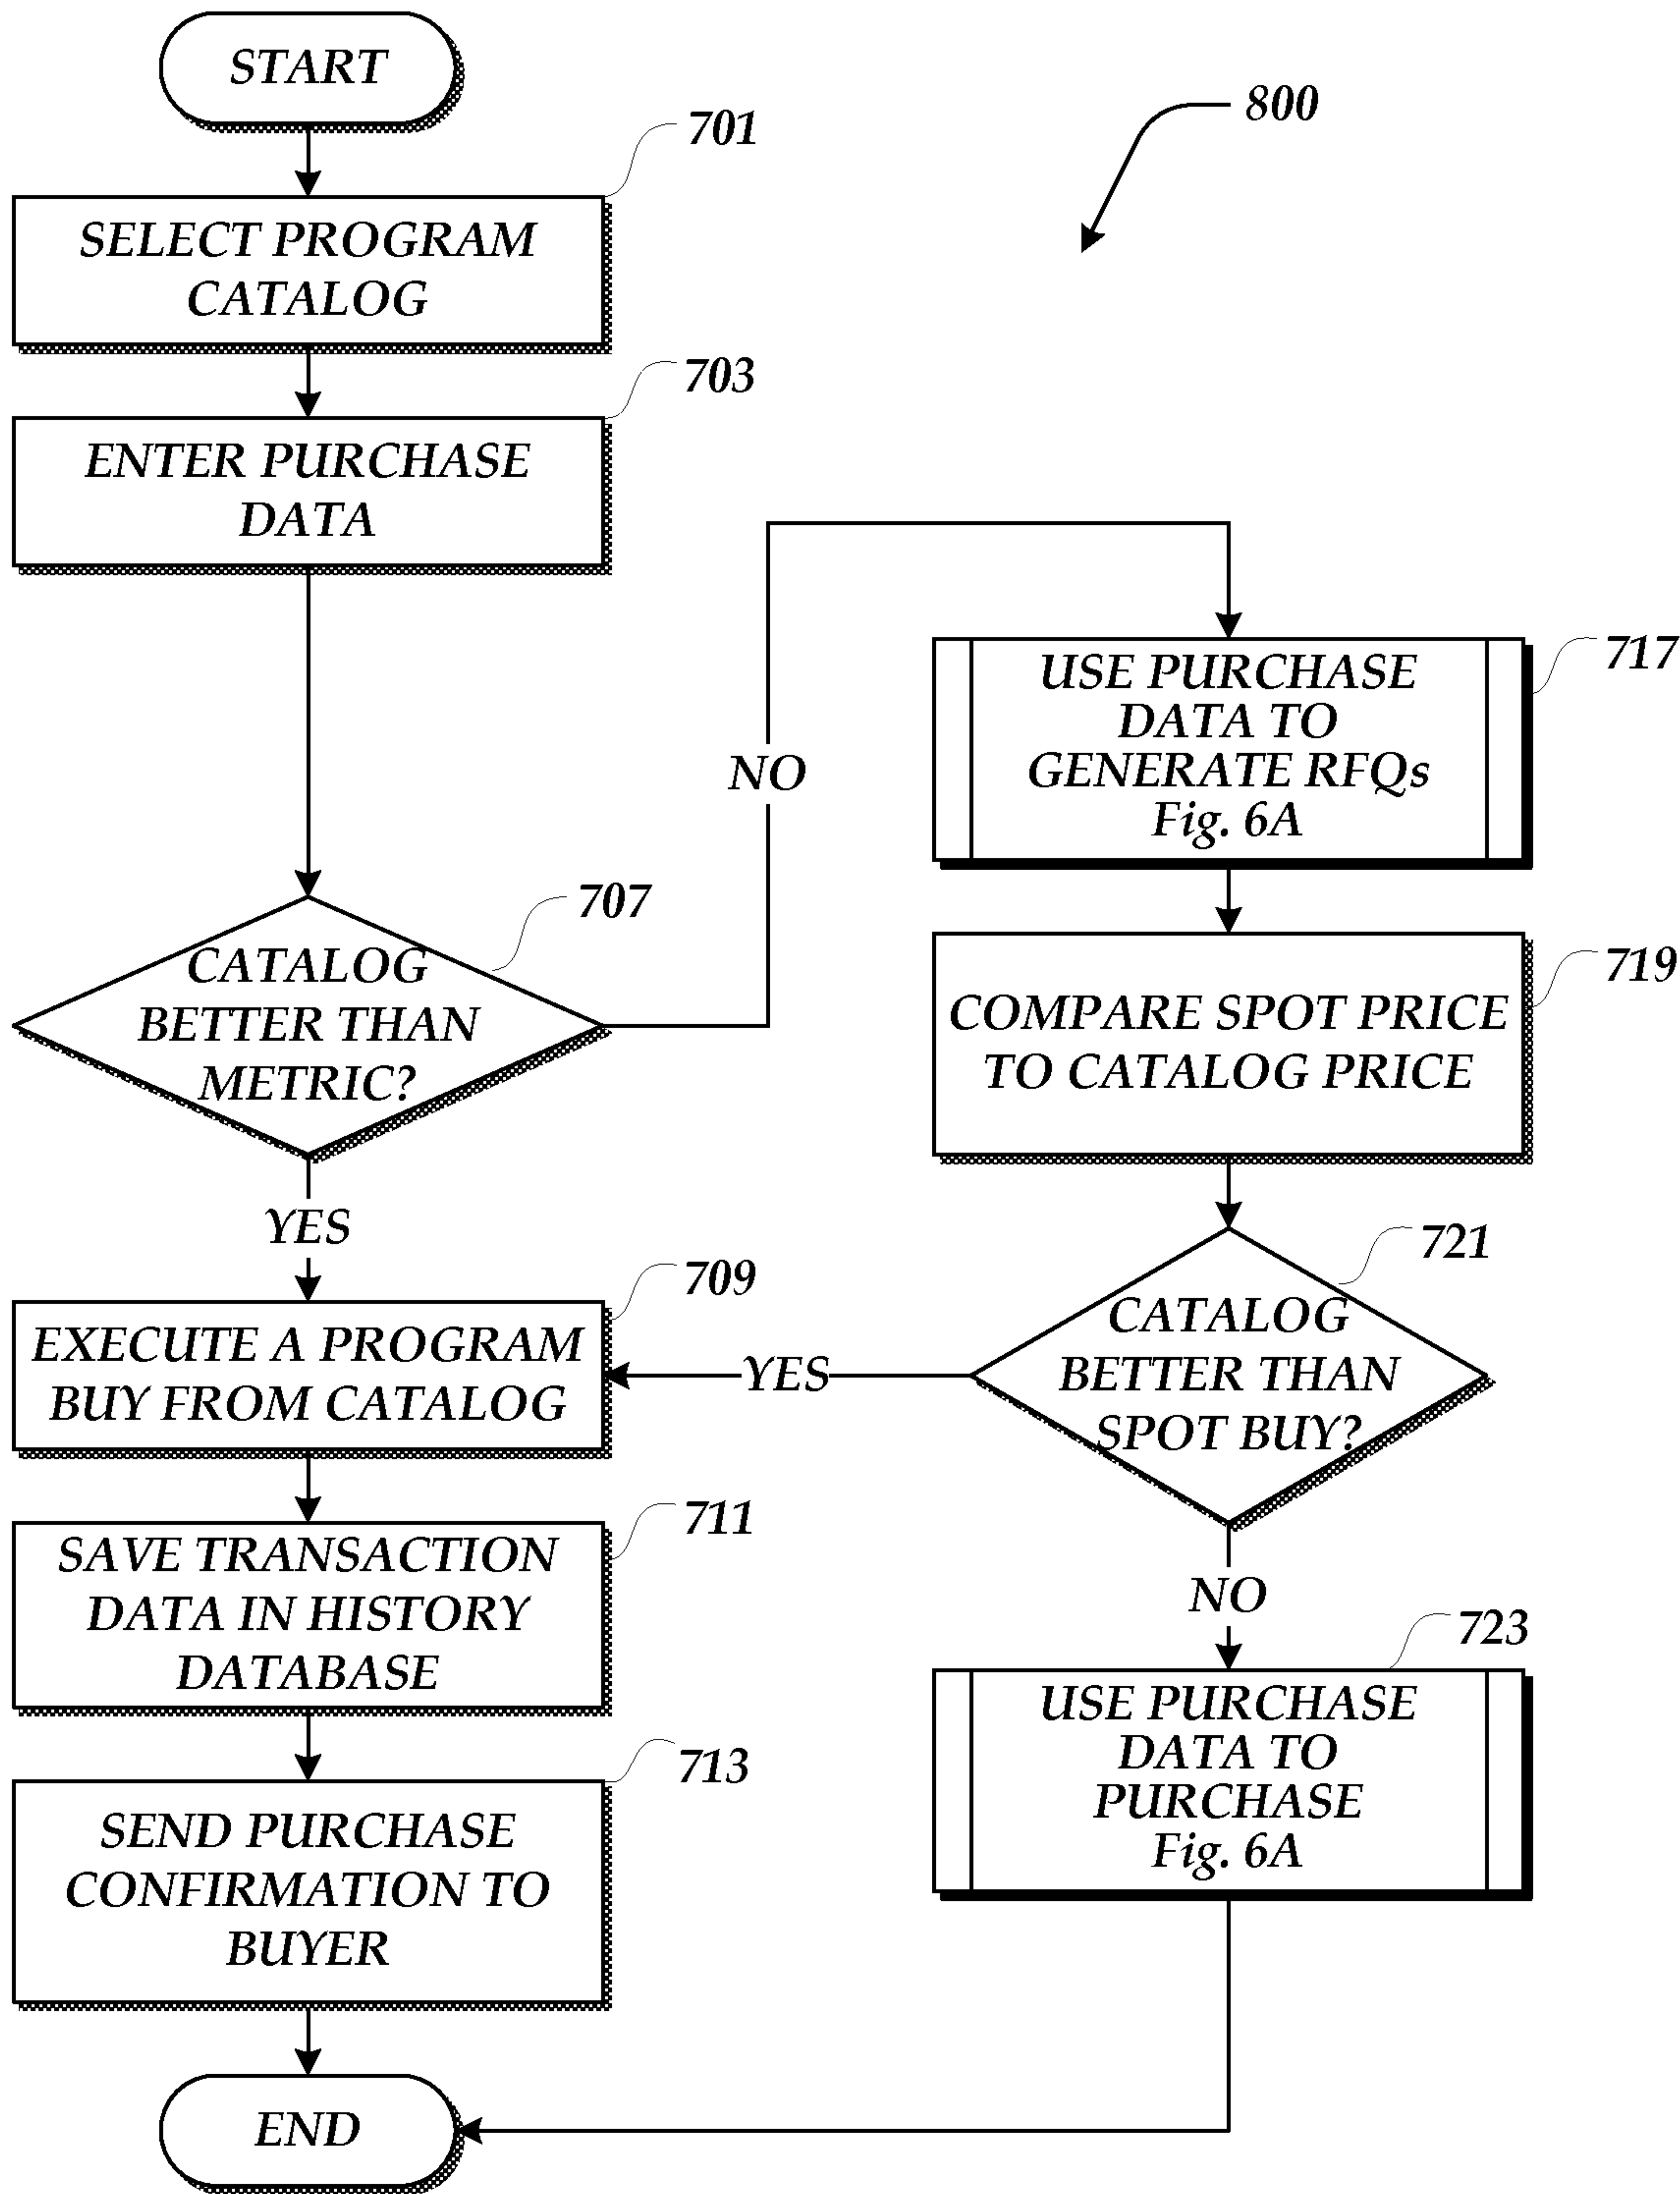 START
800
701
SELECT PROGRAM
CATALOG
703
ENTER PURCHASE
DATA
707
CATALOG
BETTER THAN
METRIC?
NO
YES
709
EXECUTE A PROGRAM
BUY FROM CATALOG
711
SAVE TRANSACTION
DATA IN HISTORY
DATABASE
713
SEND PURCHASE
CONFIRMATION TO
BUYER
END
717
USE PURCHASE
DATA TO
GENERATE RFQs
Fig. 6A
719
COMPARE SPOT PRICE
TO CATALOG PRICE
721
CATALOG
BETTER THAN
SPOT BUY?
YES
NO
723
USE PURCHASE
DATA TO
PURCHASE
Fig. 6A